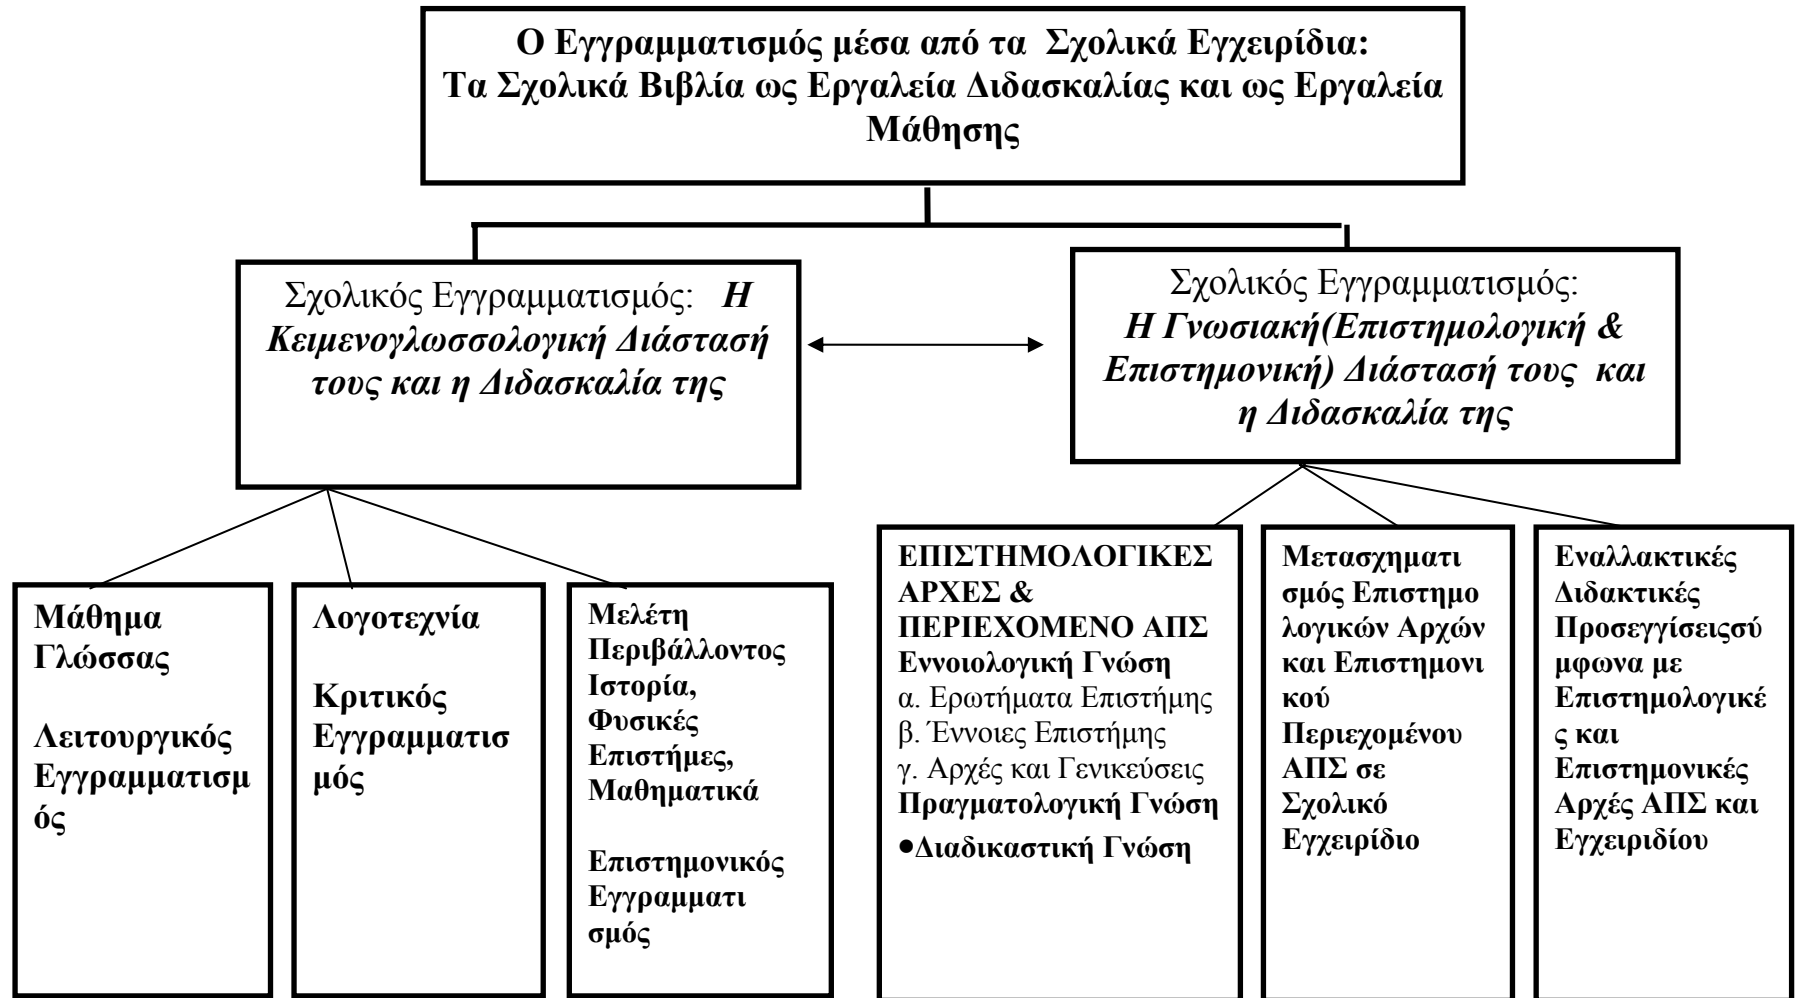 Ο Εγγραμματισμός μέσα από τα Σχολικά Εγχειρίδια:
Τα Σχολικά Βιβλία ως Εργαλεία Διδασκαλίας και ως Εργαλεία
Μάθησης
Σχολικός Εγγραμματισμός: Η
Κειμενογλωσσολογική Διάστασή
τους και η Διδασκαλία της
Σχολικός Εγγραμματισμός:
Η Γνωσιακή(Επιστημολογική &
Επιστημονική) Διάστασή τους και
η Διδασκαλία της
Μάθημα
Γλώσσας
Λειτουργικός
Εγγραμματισμ
ός
Λογοτεχνία
Κριτικός
Εγγραμματισ
μός
Μελέτη
Περιβάλλοντος
Ιστορία,
Φυσικές
Επιστήμες,
Μαθηματικά
Επιστημονικός
Εγγραμματι
σμός
ΕΠΙΣΤΗΜΟΛΟΓΙΚΕΣ
ΑΡΧΕΣ &
ΠΕΡΙΕΧΟΜΕΝΟ ΑΠΣ
Εννοιολογική Γνώση
α. Ερωτήματα Επιστήμης
β. Έννοιες Επιστήμης
γ. Αρχές και Γενικεύσεις
Πραγματολογική Γνώση
•Διαδικαστική Γνώση
Μετασχηματι
σμός Επιστημο
λογικών Αρχών
και Επιστημονι
κού
Περιεχομένου
ΑΠΣ σε
Σχολικό
Εγχειρίδιο
Εναλλακτικές
Διδακτικές
Προσεγγίσειςσύ
μφωνα με
Επιστημολογικέ
ς και
Επιστημονικές
Αρχές ΑΠΣ και
Εγχειριδίου